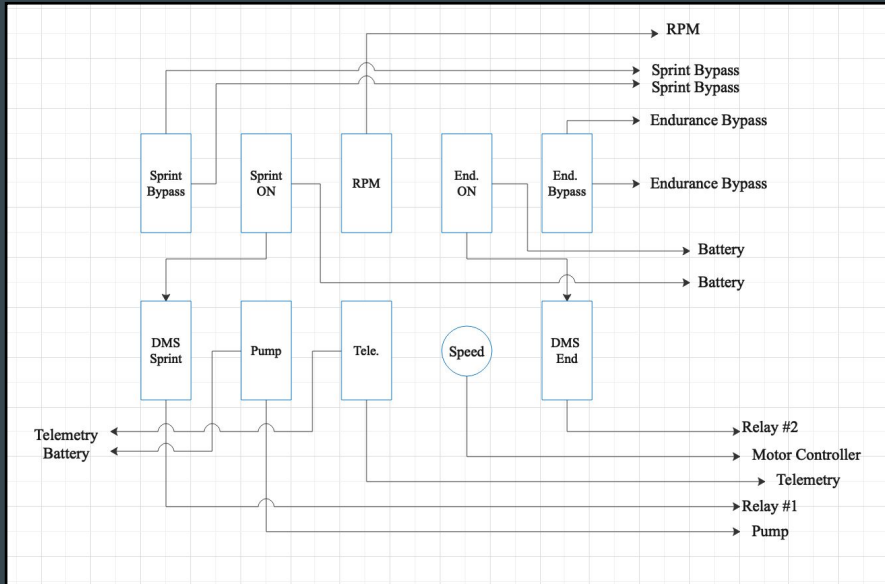 RPM
Sprint Bypass
Sprint Bypass
Endurance Bypass
Sprint
Bypass
Sprint
ON
RPM
End.
ON
End.
Bypass
Endurance Bypass
Battery
Battery
DMS
Sprint
Pump
Tele.
Speed
DMS
End
Telemetry
Battery
Relay #2
Motor Controller
Telemetry
Relay #1
Pump